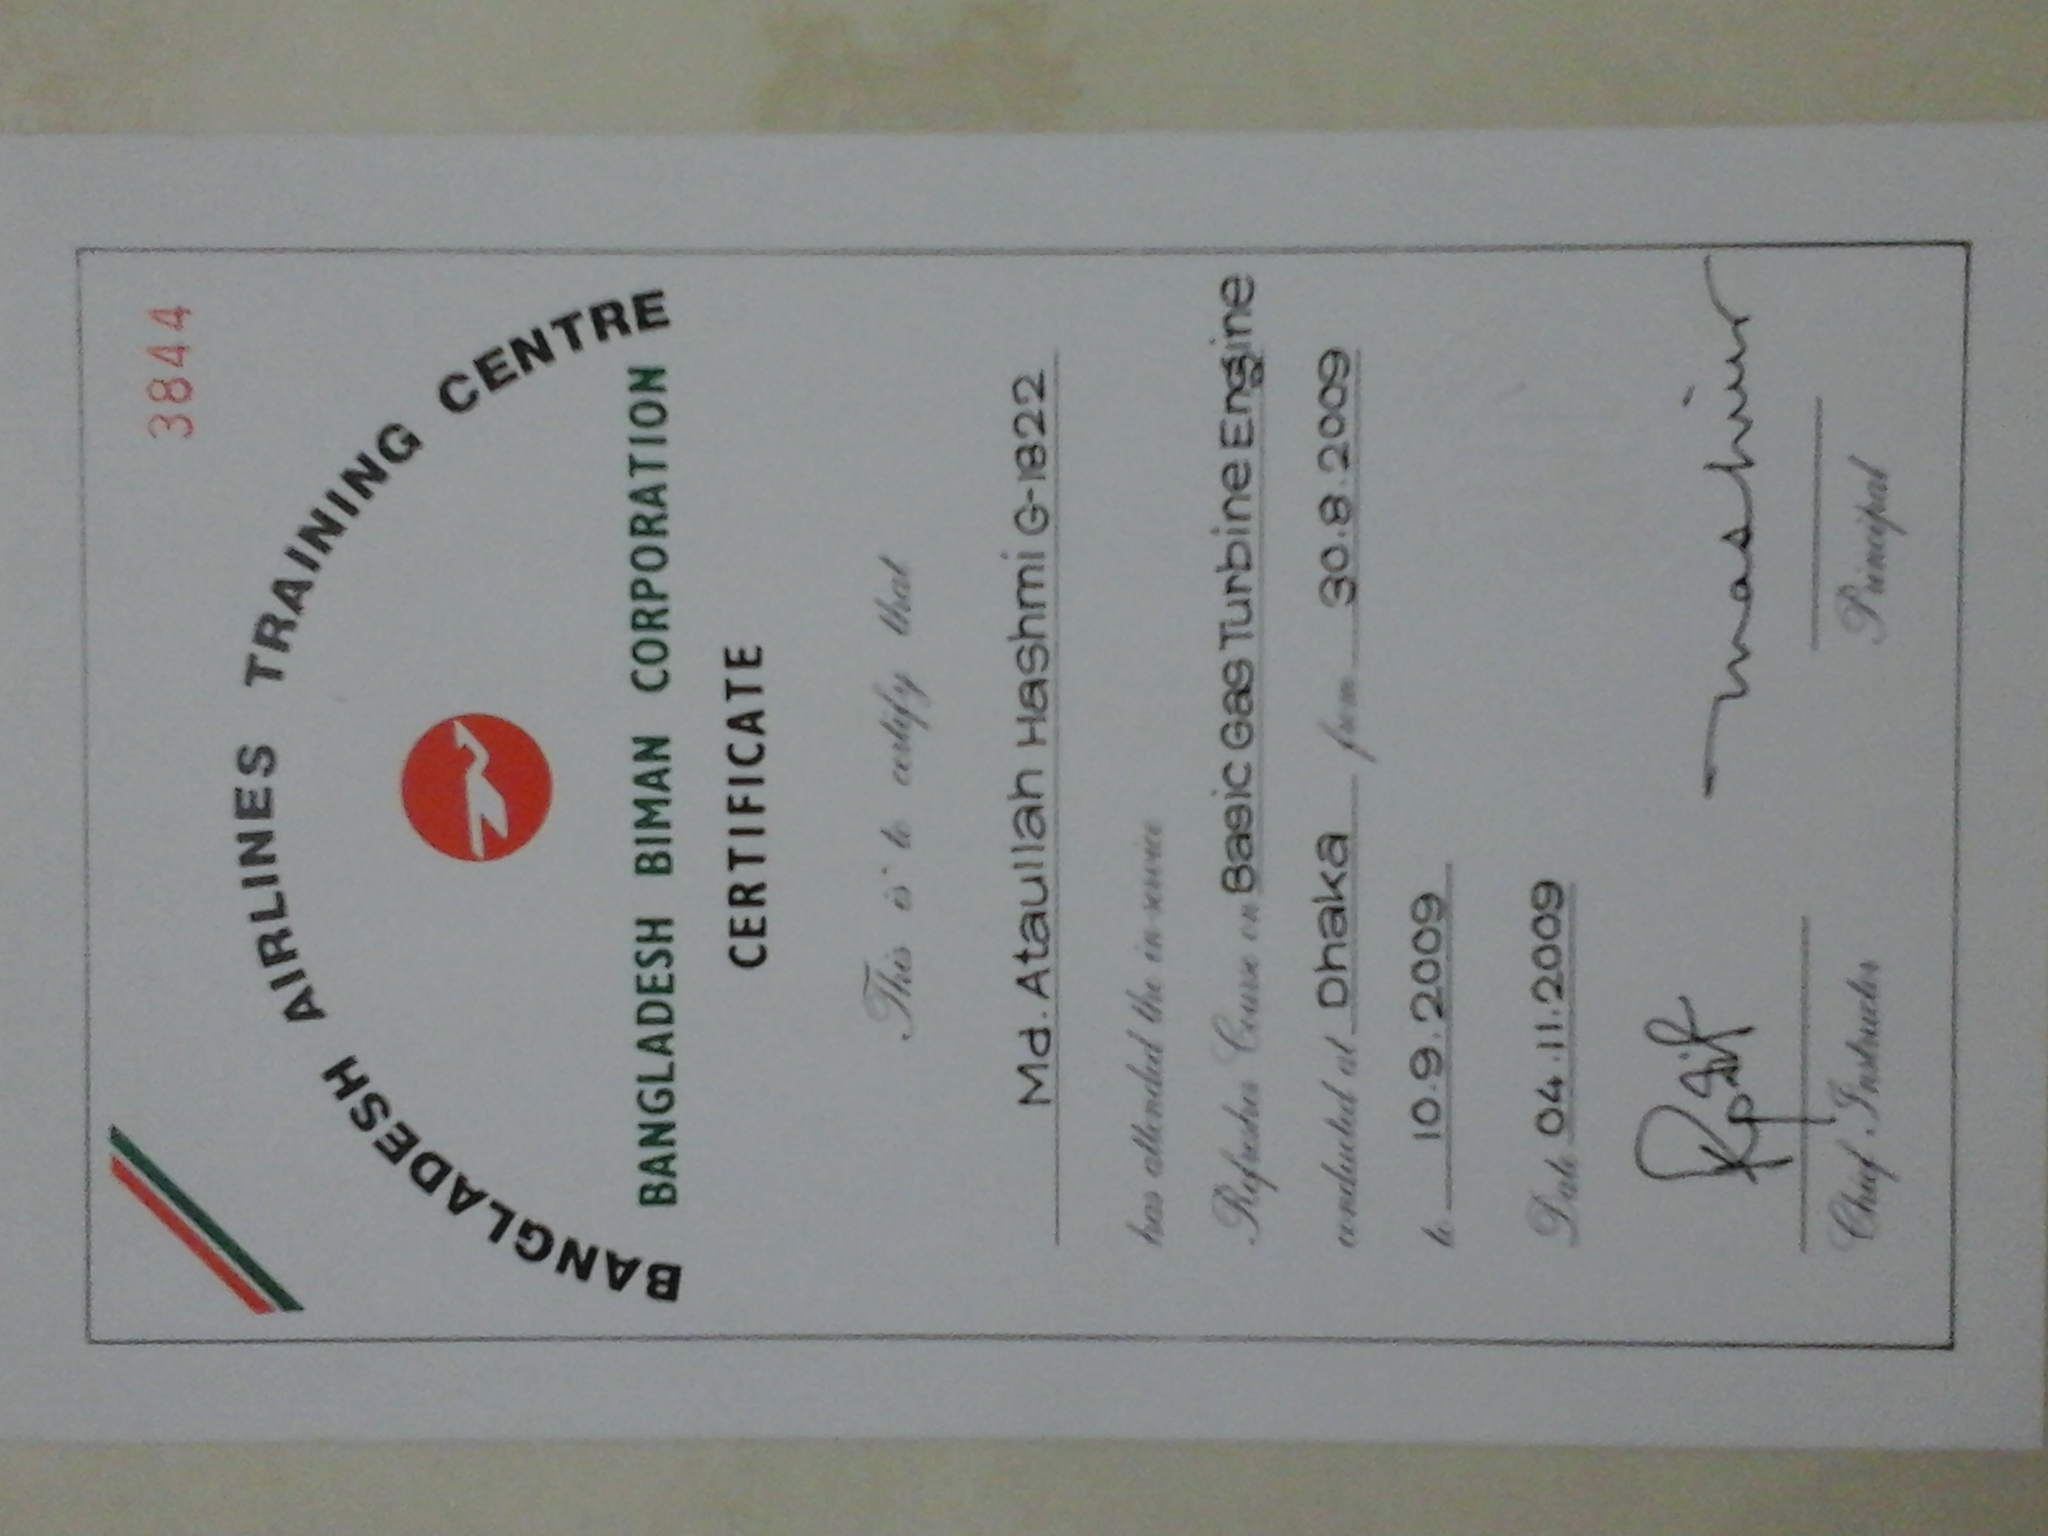 3844
BANGLADESH AIRLINES TRAINING CENTRE
BANGLADESH BIMAN CORPORATION
CERTIFICATE
This is to certify that
Md. Ataullah Hashmi G-1822
has attended the in-service
Refresher Course on Basic Gas Turbine Engine
conducted at Dhaka from 30.8.2009
to 10.9.2009
Date 04.11.2009
Chief Instructor Principal